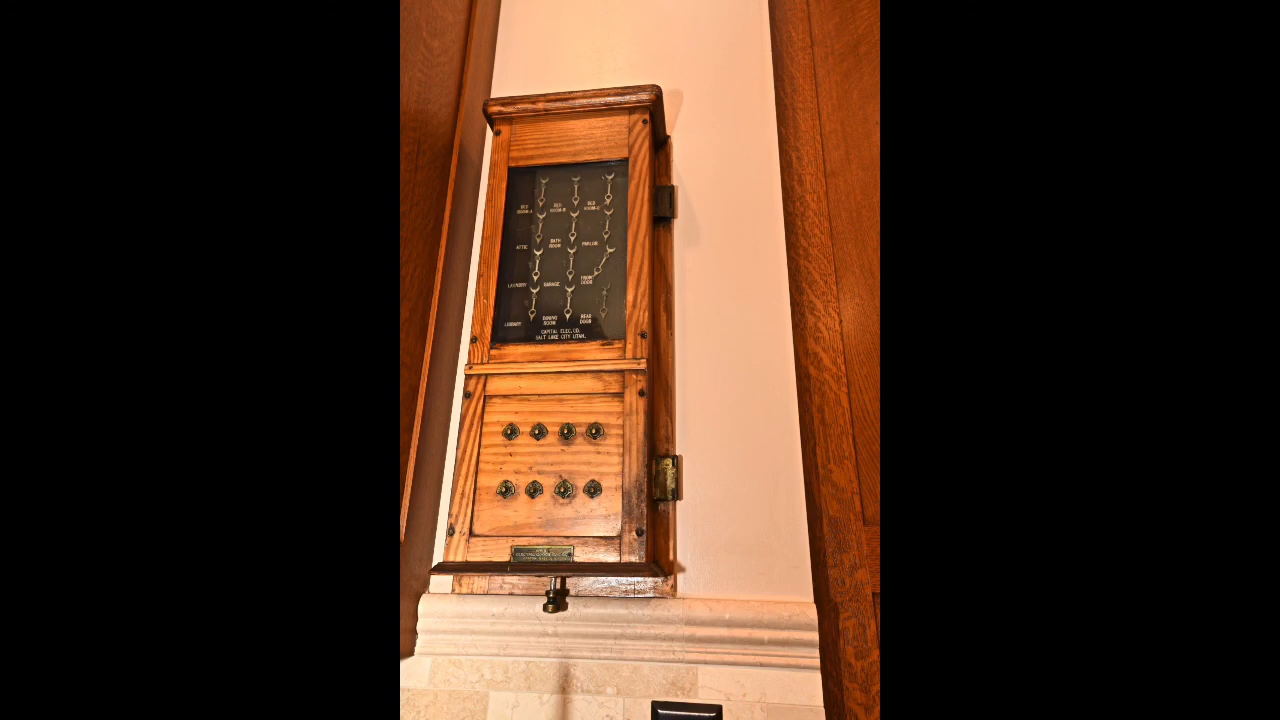 BED ROOM-A
BED ROOM-B
BED ROOM-C
ATTIC
BATH ROOM
PARLOR
LAUNDRY
GARAGE
FRONT DOOR
LIBRARY
DINING ROOM
REAR DOOR
CAPITAL ELEC. CO.
SALT LAKE CITY UTAH.